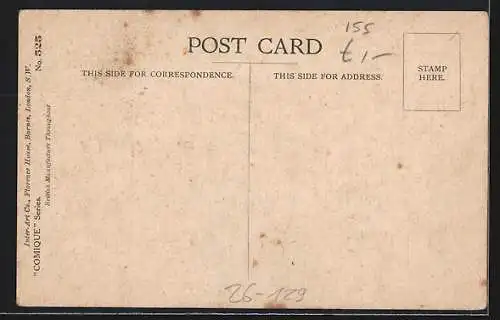 155
POST CARD
£1-
THIS SIDE FOR CORRESPONDENCE.
THIS SIDE FOR ADDRESS.
STAMP
HERE.
Inter-Art Co., Florence House, Barnes, London, S.W.
"COMIQUE" Series. No. 525
British Manufacture Throughout
26-129